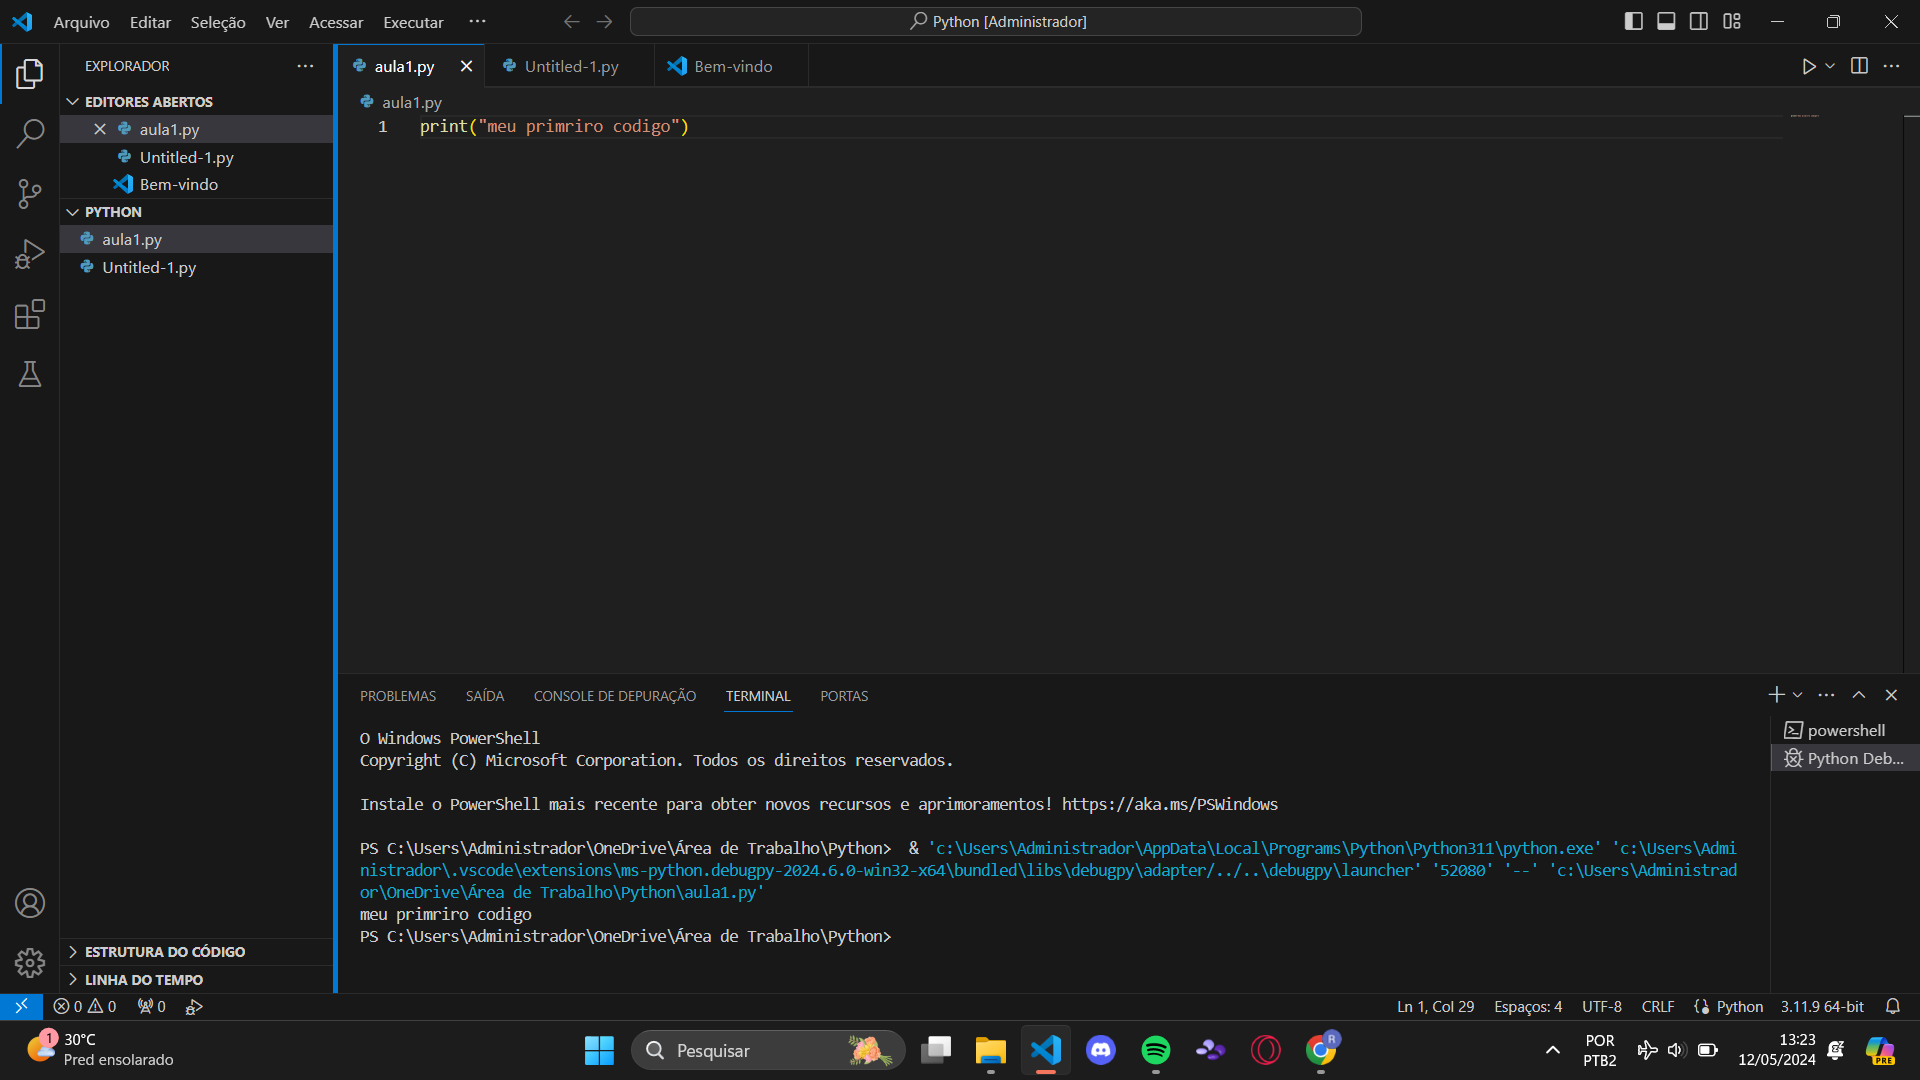 Arquivo Editar Seleção Ver Acessar Executar ··· Python [Administrador]
EXPLORADOR ···
aula1.py Untitled-1.py Bem-vindo
EDITORES ABERTOS
aula1.py
Untitled-1.py
Bem-vindo
PYTHON
aula1.py
Untitled-1.py
ESTRUTURA DO CÓDIGO
LINHA DO TEMPO
aula1.py
1 print("meu primriro codigo")
PROBLEMAS SAÍDA CONSOLE DE DEPURAÇÃO TERMINAL PORTAS
O Windows PowerShell
Copyright (C) Microsoft Corporation. Todos os direitos reservados.
Instale o PowerShell mais recente para obter novos recursos e aprimoramentos! https://aka.ms/PSWindows
PS C:\Users\Administrador\OneDrive\Área de Trabalho\Python>  & 'c:\Users\Administrador\AppData\Local\Programs\Python\Python311\python.exe' 'c:\Users\Admi
nistrador\.vscode\extensions\ms-python.debugpy-2024.6.0-win32-x64\bundled\libs\debugpy\adapter/../..\debugpy\launcher' '52080' '--' 'c:\Users\Administrad
or\OneDrive\Área de Trabalho\Python\aula1.py'
meu primriro codigo
PS C:\Users\Administrador\OneDrive\Área de Trabalho\Python>
powershell
Python Deb...
0 0 0
Ln 1, Col 29 Espaços: 4 UTF-8 CRLF Python 3.11.9 64-bit
1
30°C
Pred ensolarado
Pesquisar
R
POR
PTB2
13:23
12/05/2024
PRE